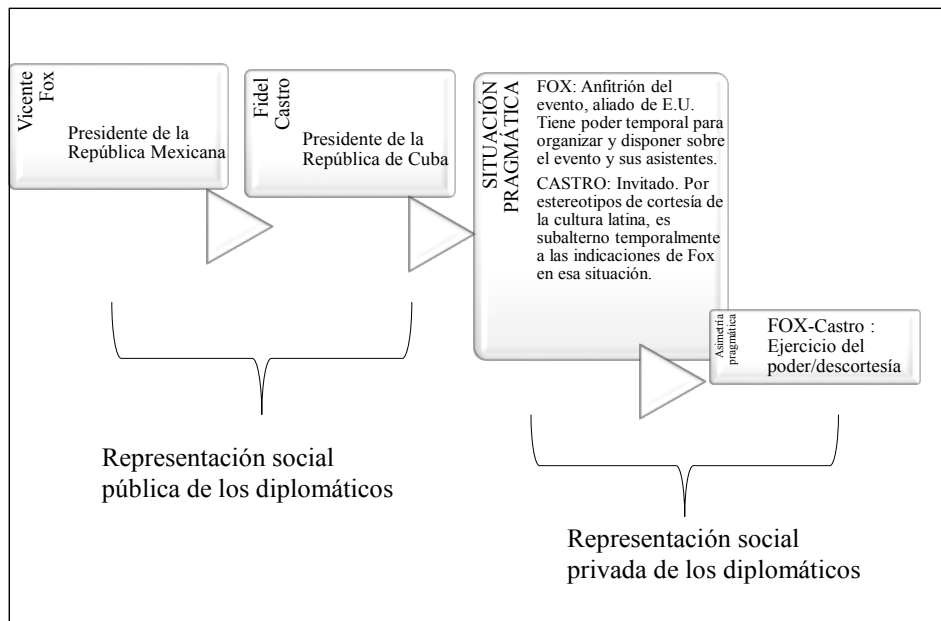 Vicente
Fox
Presidente de la
República Mexicana
Fidel
Castro
Presidente de la
República de Cuba
SITUACIÓN
PRAGMÁTICA
FOX: Anfitrión del
evento, aliado de E.U.
Tiene poder temporal para
organizar y disponer sobre
el evento y sus asistentes.
CASTRO: Invitado. Por
estereotipos de cortesía de
la cultura latina, es
subalterno temporalmente
a las indicaciones de Fox
en esa situación.
Asimetría
pragmática
FOX-Castro :
Ejercicio del
poder/descortesía
Representación social
pública de los diplomáticos
Representación social
privada de los diplomáticos